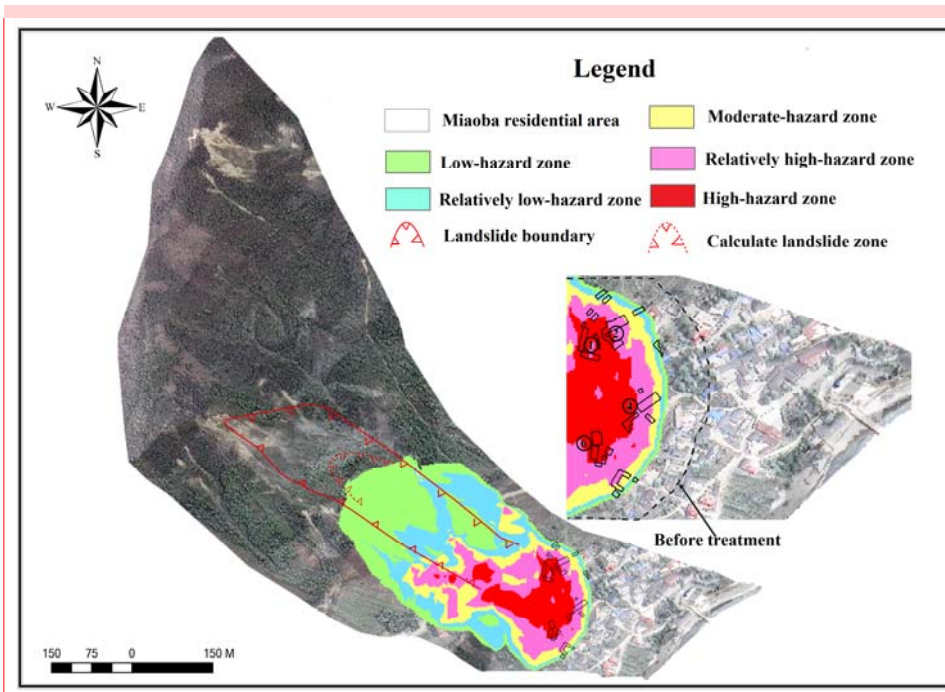 Legend
N
W E
S
Miaoba residential area
Moderate-hazard zone
Low-hazard zone
Relatively high-hazard zone
Relatively low-hazard zone
High-hazard zone
Landslide boundary
Calculate landslide zone
Before treatment
150 75 0 150 M